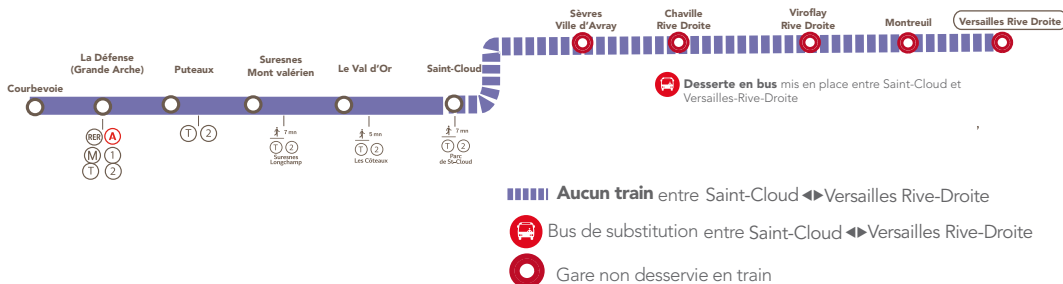 Sèvres
Ville d'Avray
Chaville
Rive Droite
Viroflay
Rive Droite
Montreuil
Versailles Rive Droite
La Défense
(Grande Arche)
Puteaux
Suresnes
Mont valérien
Le Val d'Or
Saint-Cloud
Courbevoie
Desserte en bus mis en place entre Saint-Cloud et
Versailles-Rive-Droite
RER A
M 1
T 2
T 2
7 mn
T 2
Suresnes
Longchamp
5 mn
T 2
Les Côteaux
7 mn
T 2
Parc
de St-Cloud
,
Aucun train entre Saint-Cloud ◄►Versailles Rive-Droite
Bus de substitution entre Saint-Cloud ◄►Versailles Rive-Droite
Gare non desservie en train